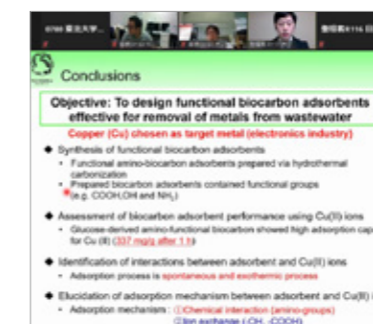 Conclusions
Objective: To design functional biocarbon adsorbents
effective for removal of metals from wastewater
Copper (Cu) chosen as target metal (electronics industry)
◆ Synthesis of functional biocarbon adsorbents
• Functional amino-biocarbon adsorbents prepared via hydrothermal
carbonization
• Prepared biocarbon adsorbents contained functional groups
(e.g. COOH,OH and NH₂)
◆ Assessment of biocarbon adsorbent performance using Cu(II) ions
• Glucose-derived amino-functional biocarbon showed high adsorption cap
for Cu (II) (337 mg/g after 1 h)
◆ Identification of interactions between adsorbent and Cu(II) ions
• Adsorption process is spontaneous and exothermic process
◆ Elucidation of adsorption mechanism between adsorbent and Cu(II) i
• Adsorption mechanism : ①Chemical interaction (amino-groups)
②Ion exchange (-OH, -COOH)